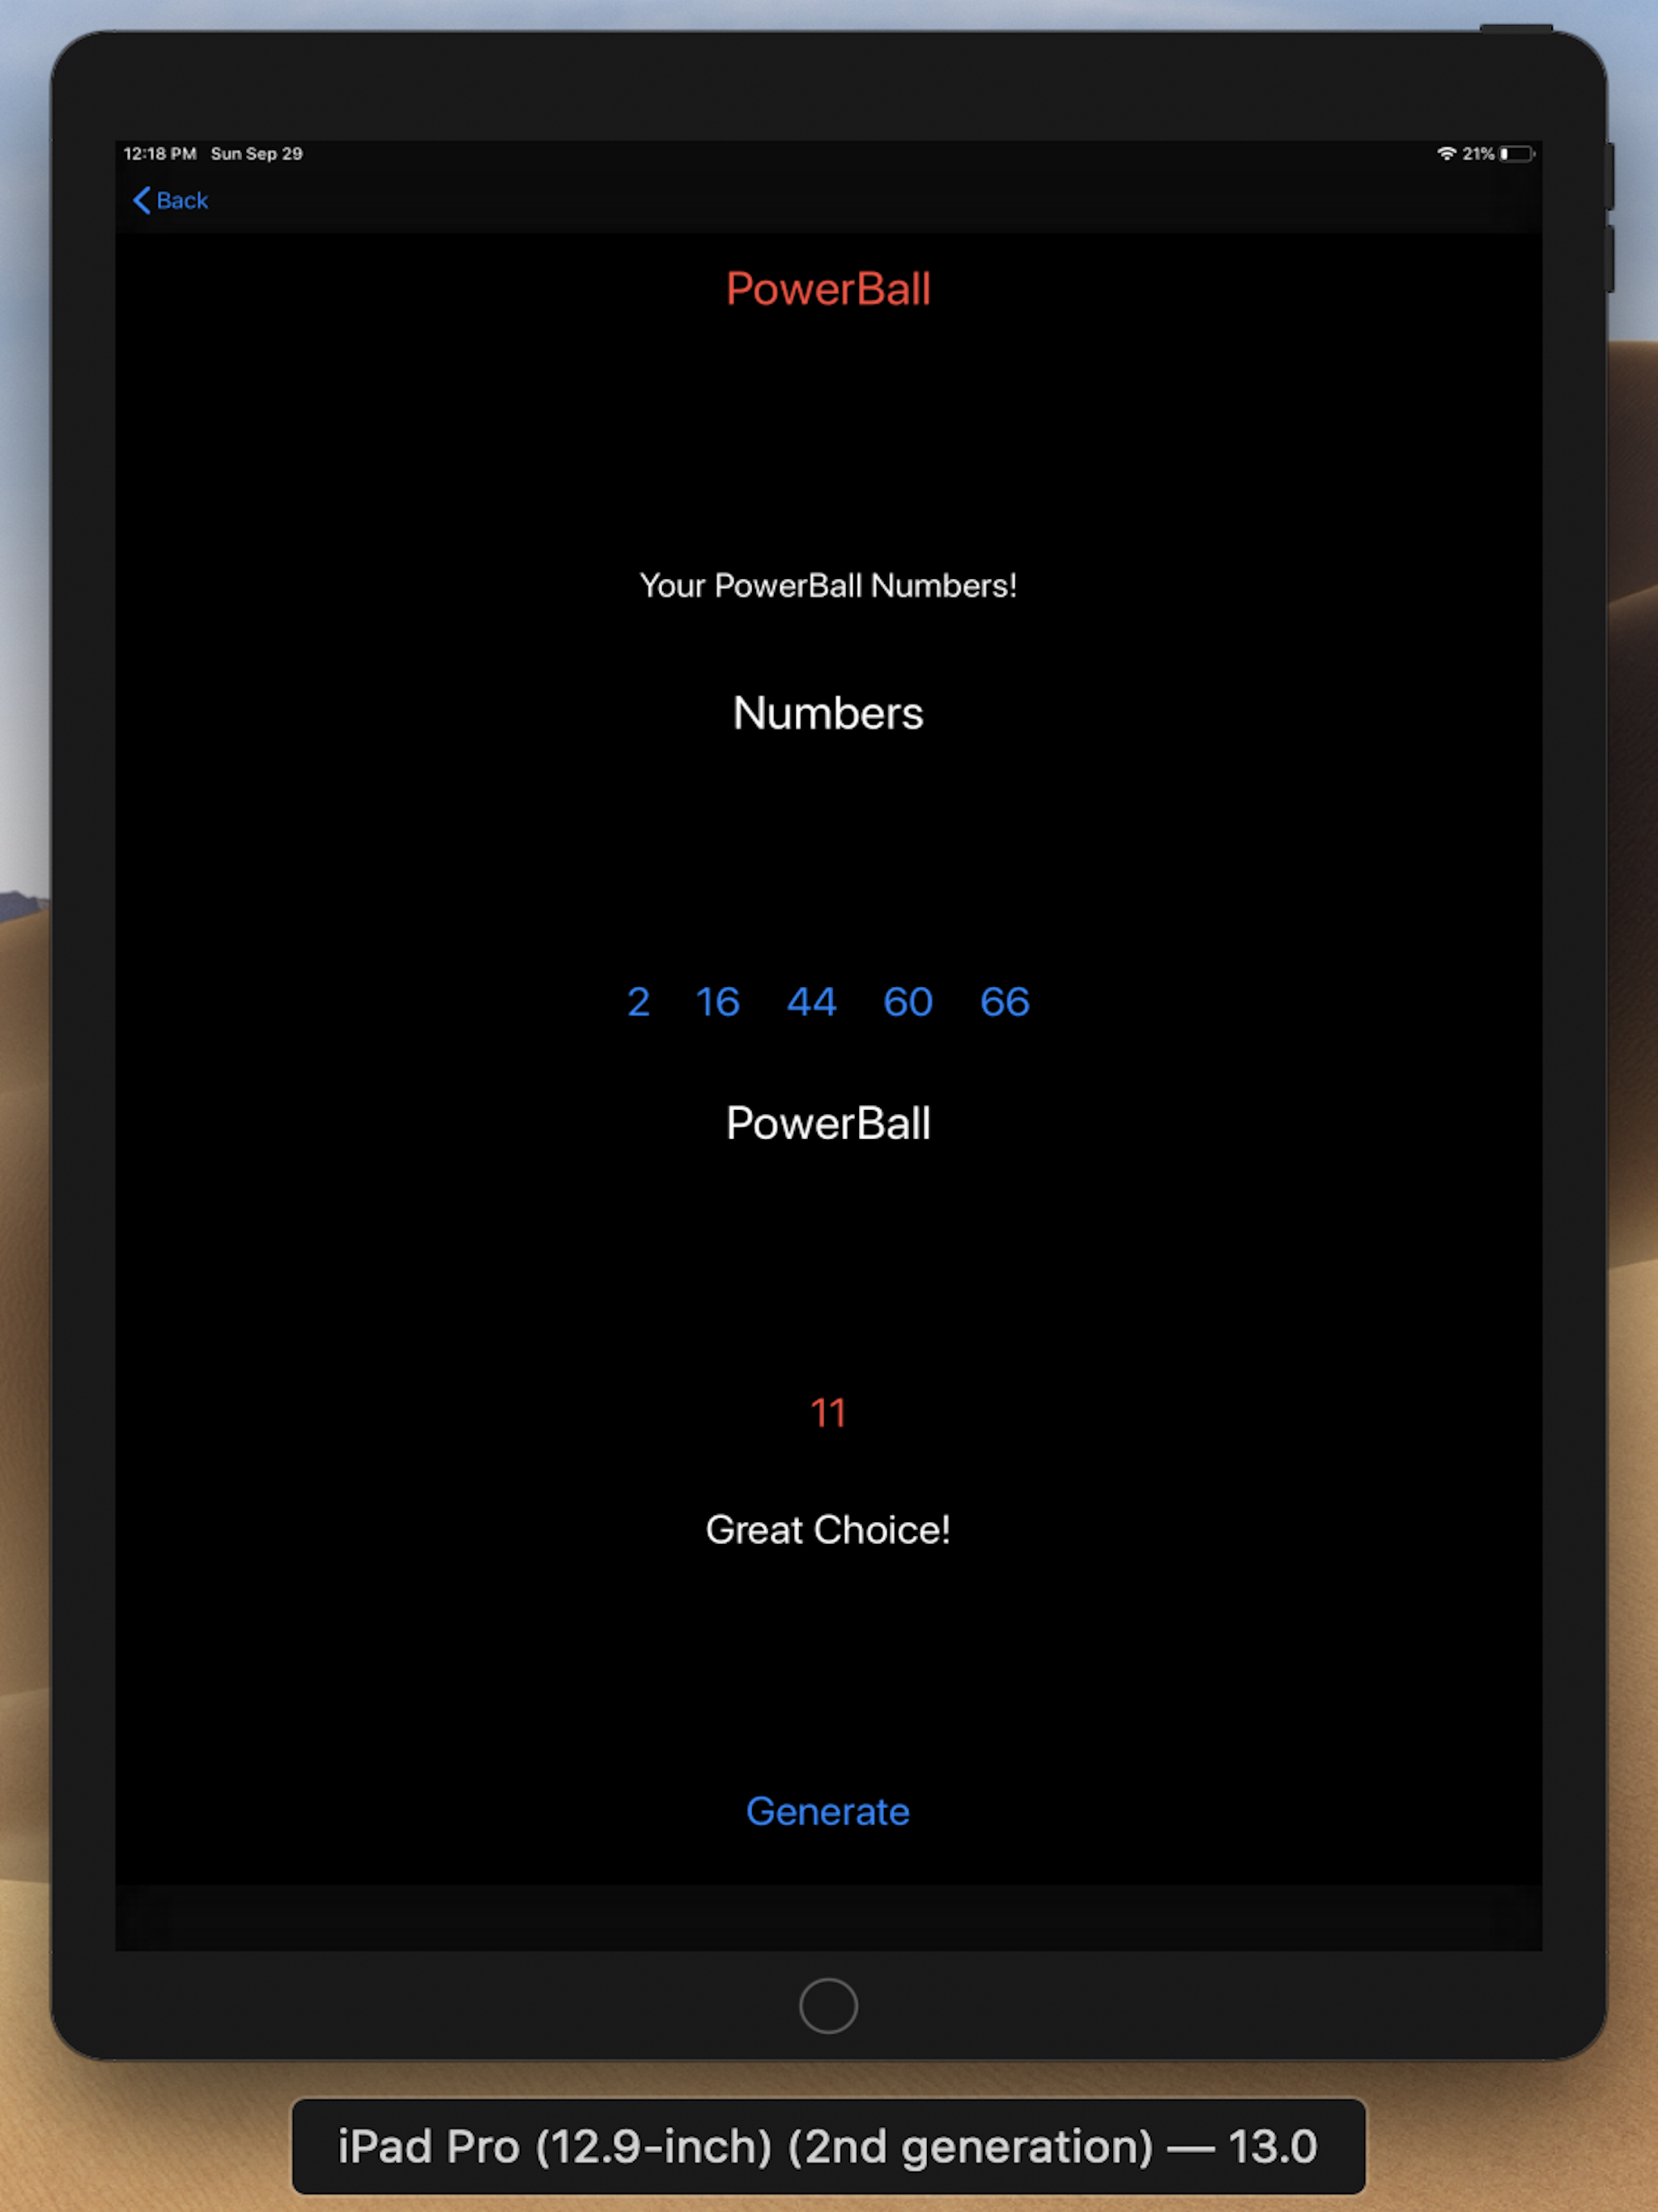 12:18 PM Sun Sep 29 21%
Back
PowerBall
Your PowerBall Numbers!
Numbers
2 16 44 60 66
PowerBall
11
Great Choice!
Generate
iPad Pro (12.9-inch) (2nd generation) — 13.0